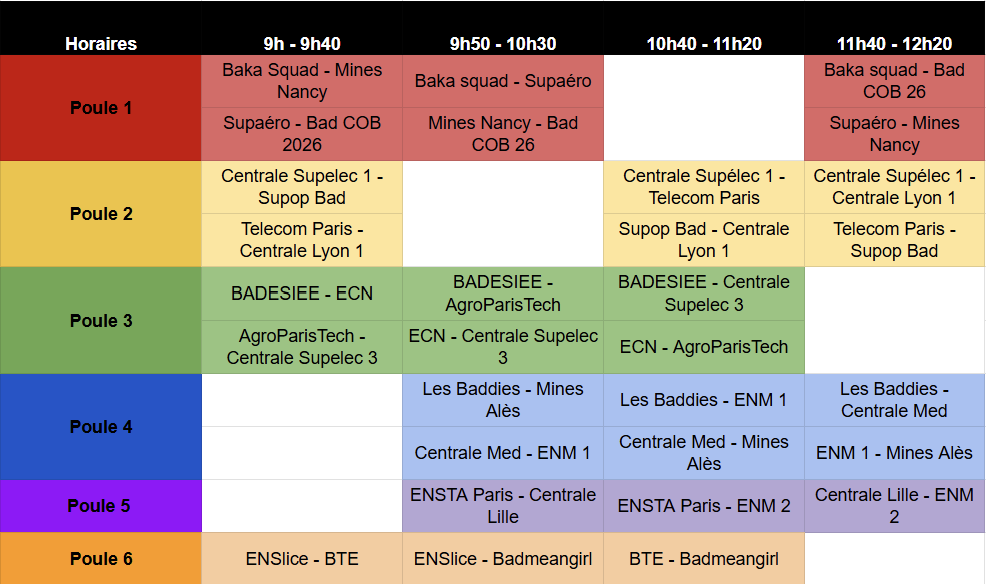 Horaires 9h - 9h40 9h50 - 10h30 10h40 - 11h20 11h40 - 12h20
Poule 1
Baka Squad - Mines
Nancy
Supaéro - Bad COB
2026
Baka squad - Supaéro
Mines Nancy - Bad
COB 26
Baka squad - Bad
COB 26
Supaéro - Mines
Nancy
Poule 2
Centrale Supelec 1 -
Supop Bad
Telecom Paris -
Centrale Lyon 1
Centrale Supélec 1 -
Telecom Paris
Supop Bad - Centrale
Lyon 1
Centrale Supélec 1 -
Centrale Lyon 1
Telecom Paris -
Supop Bad
Poule 3
BADESIEE - ECN
AgroParisTech -
Centrale Supelec 3
BADESIEE -
AgroParisTech
ECN - Centrale Supelec
3
BADESIEE - Centrale
Supelec 3
ECN - AgroParisTech
Poule 4
Les Baddies - Mines
Alès
Centrale Med - ENM 1
Les Baddies - ENM 1
Centrale Med - Mines
Alès
Les Baddies -
Centrale Med
ENM 1 - Mines Alès
Poule 5
ENSTA Paris - Centrale
Lille
ENSTA Paris - ENM 2
Centrale Lille - ENM
2
Poule 6
ENSlice - BTE
ENSlice - Badmeangirl
BTE - Badmeangirl